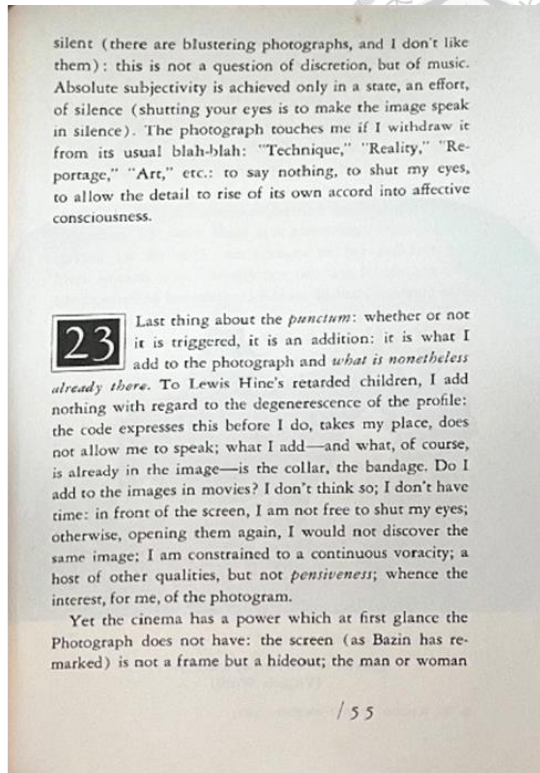 silent (there are blustering photographs, and I don't like
them): this is not a question of discretion, but of music.
Absolute subjectivity is achieved only in a state, an effort,
of silence (shutting your eyes is to make the image speak
in silence). The photograph touches me if I withdraw it
from its usual blah-blah: "Technique," "Reality," "Re-
portage," "Art," etc.: to say nothing, to shut my eyes,
to allow the detail to rise of its own accord into affective
consciousness.
23 Last thing about the punctum: whether or not
it is triggered, it is an addition: it is what I
add to the photograph and what is nonetheless
already there. To Lewis Hine's retarded children, I add
nothing with regard to the degenerescence of the profile:
the code expresses this before I do, takes my place, does
not allow me to speak; what I add—and what, of course,
is already in the image—is the collar, the bandage. Do I
add to the images in movies? I don't think so; I don't have
time: in front of the screen, I am not free to shut my eyes;
otherwise, opening them again, I would not discover the
same image; I am constrained to a continuous voracity; a
host of other qualities, but not pensiveness; whence the
interest, for me, of the photogram.
Yet the cinema has a power which at first glance the
Photograph does not have: the screen (as Bazin has re-
marked) is not a frame but a hideout; the man or woman
/55